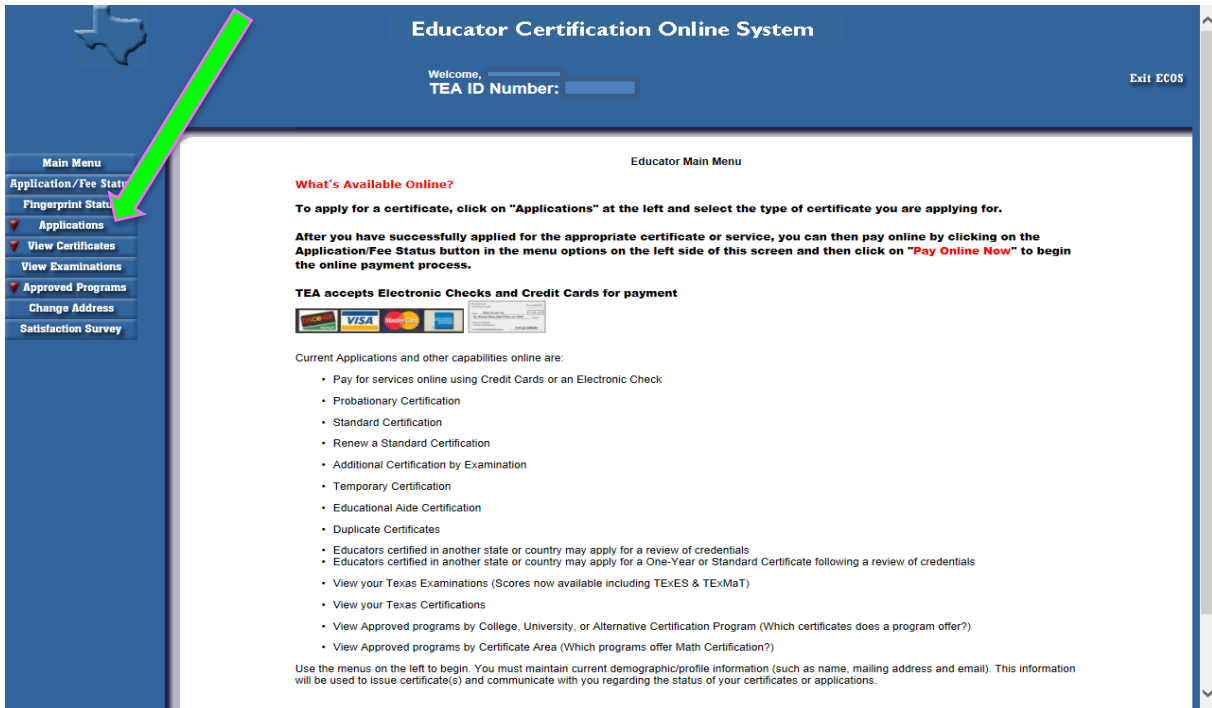 Educator Certification Online System
Welcome,
TEA ID Number:
Exit ECOS
Main Menu
Application/Fee Stat
Fingerprint Statu
Applications
View Certificates
View Examinations
Approved Programs
Change Address
Satisfaction Survey
Educator Main Menu
What's Available Online?
To apply for a certificate, click on "Applications" at the left and select the type of certificate you are applying for.
After you have successfully applied for the appropriate certificate or service, you can then pay online by clicking on the
Application/Fee Status button in the menu options on the left side of this screen and then click on "Pay Online Now" to begin
the online payment process.
TEA accepts Electronic Checks and Credit Cards for payment
DISCOVER
VISA
MasterCard
Current Applications and other capabilities online are:
• Pay for services online using Credit Cards or an Electronic Check
• Probationary Certification
• Standard Certification
• Renew a Standard Certification
• Additional Certification by Examination
• Temporary Certification
• Educational Aide Certification
• Duplicate Certificates
• Educators certified in another state or country may apply for a review of credentials
• Educators certified in another state or country may apply for a One-Year or Standard Certificate following a review of credentials
• View your Texas Examinations (Scores now available including TExES & TExMaT)
• View your Texas Certifications
• View Approved programs by College, University, or Alternative Certification Program (Which certificates does a program offer?)
• View Approved programs by Certificate Area (Which programs offer Math Certification?)
Use the menus on the left to begin. You must maintain current demographic/profile information (such as name, mailing address and email). This information
will be used to issue certificate(s) and communicate with you regarding the status of your certificates or applications.